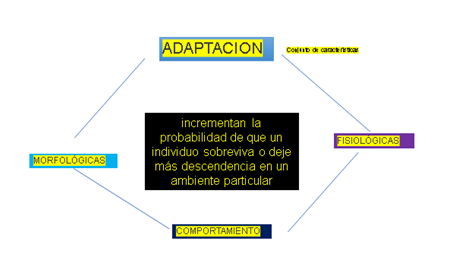 ADAPTACION
Conjunto de características
incrementan la
probabilidad de que un
individuo sobreviva o deje
más descendencia en un
ambiente particular
FISIOLÓGICAS
MORFOLÓGICAS
COMPORTAMIENTO